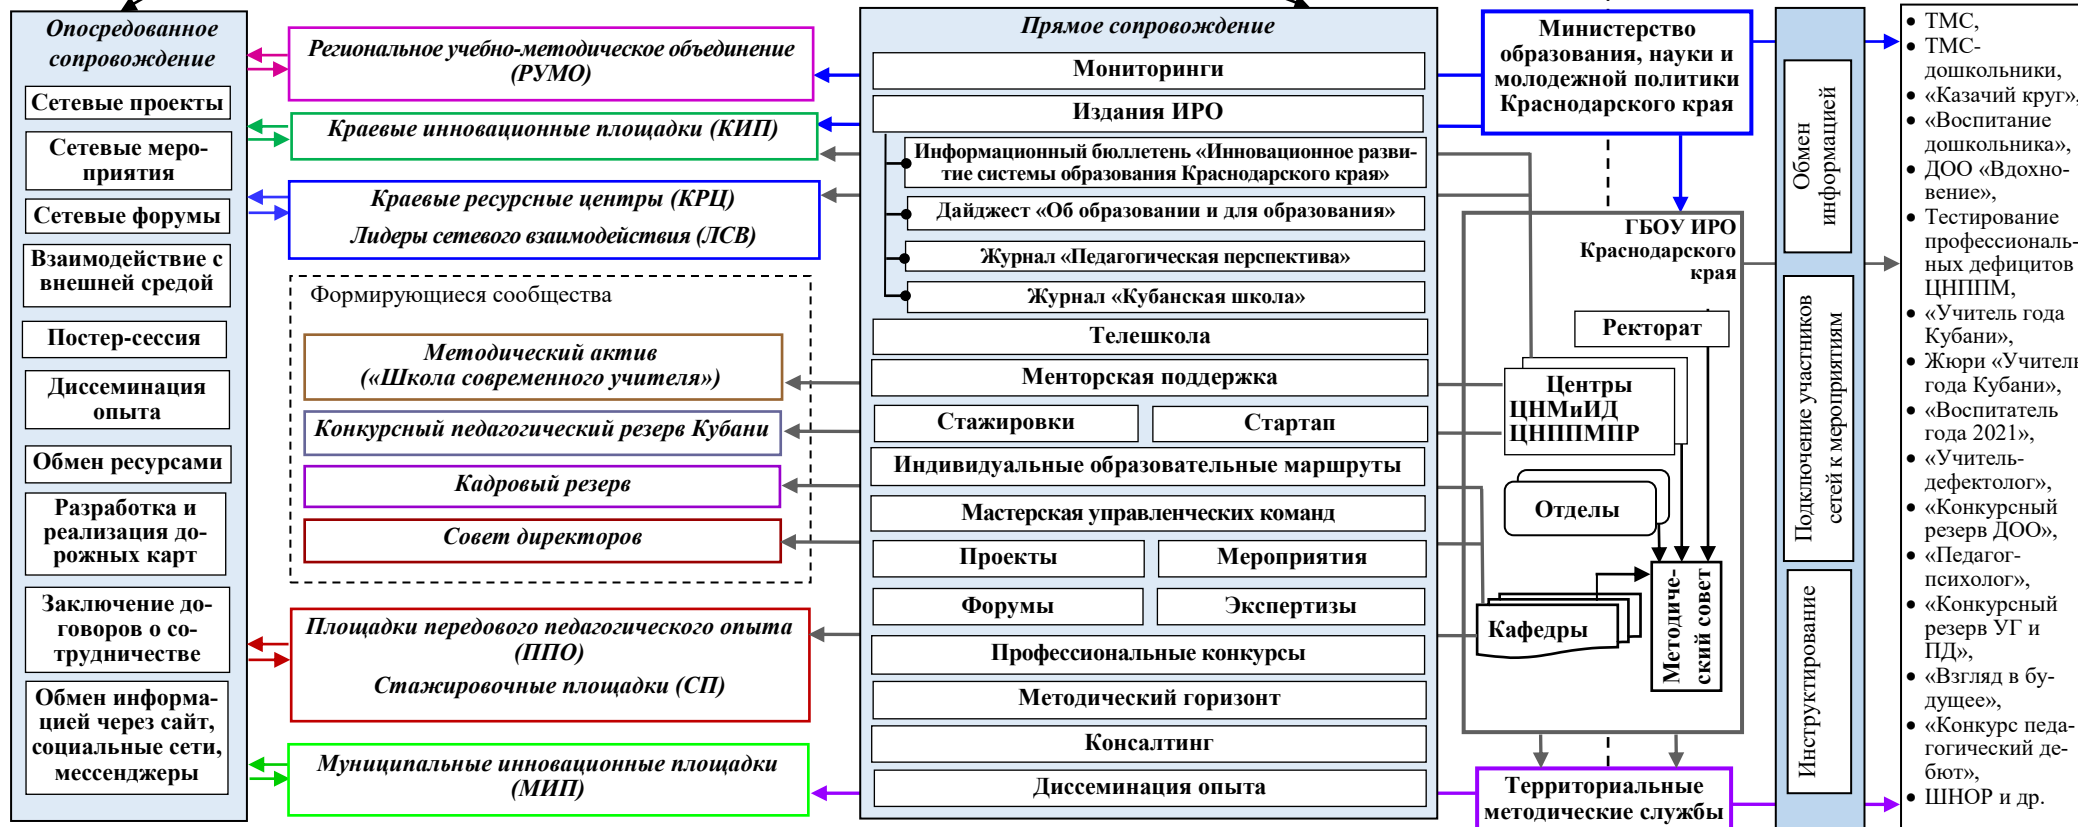 Опосредованное
сопровождение
Сетевые проекты
Сетевые меро-
приятия
Сетевые форумы
Взаимодействие с
внешней средой
Постер-сессия
Диссеминация
опыта
Обмен ресурсами
Разработка и
реализация до-
рожных карт
Заключение до-
говоров о со-
трудничестве
Обмен информа-
цией через сайт,
социальные сети,
мессенджеры
Региональное учебно-методическое объединение
(РУМО)
Краевые инновационные площадки (КИП)
Краевые ресурсные центры (КРЦ)
Лидеры сетевого взаимодействия (ЛСВ)
Формирующиеся сообщества
Методический актив
(«Школа современного учителя»)
Конкурсный педагогический резерв Кубани
Кадровый резерв
Совет директоров
Площадки передового педагогического опыта
(ППО)
Стажировочные площадки (СП)
Муниципальные инновационные площадки
(МИП)
Прямое сопровождение
Мониторинги
Издания ИРО
Информационный бюллетень «Инновационное разви-
тие системы образования Краснодарского края»
Дайджест «Об образовании и для образования»
Журнал «Педагогическая перспектива»
Журнал «Кубанская школа»
Телешкола
Менторская поддержка
Стажировки
Стартап
Индивидуальные образовательные маршруты
Мастерская управленческих команд
Проекты
Мероприятия
Форумы
Экспертизы
Профессиональные конкурсы
Методический горизонт
Консалтинг
Диссеминация опыта
Министерство
образования, науки и
молодежной политики
Краснодарского края
ГБОУ ИРО
Краснодарского
края
Ректорат
Центры
ЦНМиИД
ЦНППМПР
Отделы
Кафедры
Методиче-
ский совет
Территориальные
методические службы
Обмен
информацией
Подключение участников
сетей к мероприятиям
Инструктирование
• ТМС,
• ТМС-
дошкольники,
• «Казачий круг»,
• «Воспитание
дошкольника»,
• ДОО «Вдохно-
вение»,
• Тестирование
профессиональ-
ных дефицитов
ЦНППМ,
• «Учитель года
Кубани»,
• Жюри «Учитель
года Кубани»,
• «Воспитатель
года 2021»,
• «Учитель-
дефектолог»,
• «Конкурсный
резерв ДОО»,
• «Педагог-
психолог»,
• «Конкурсный
резерв УГ и
ПД»,
• «Взгляд в бу-
дущее»,
• «Конкурс педа-
гогический де-
бют»,
• ШНОР и др.